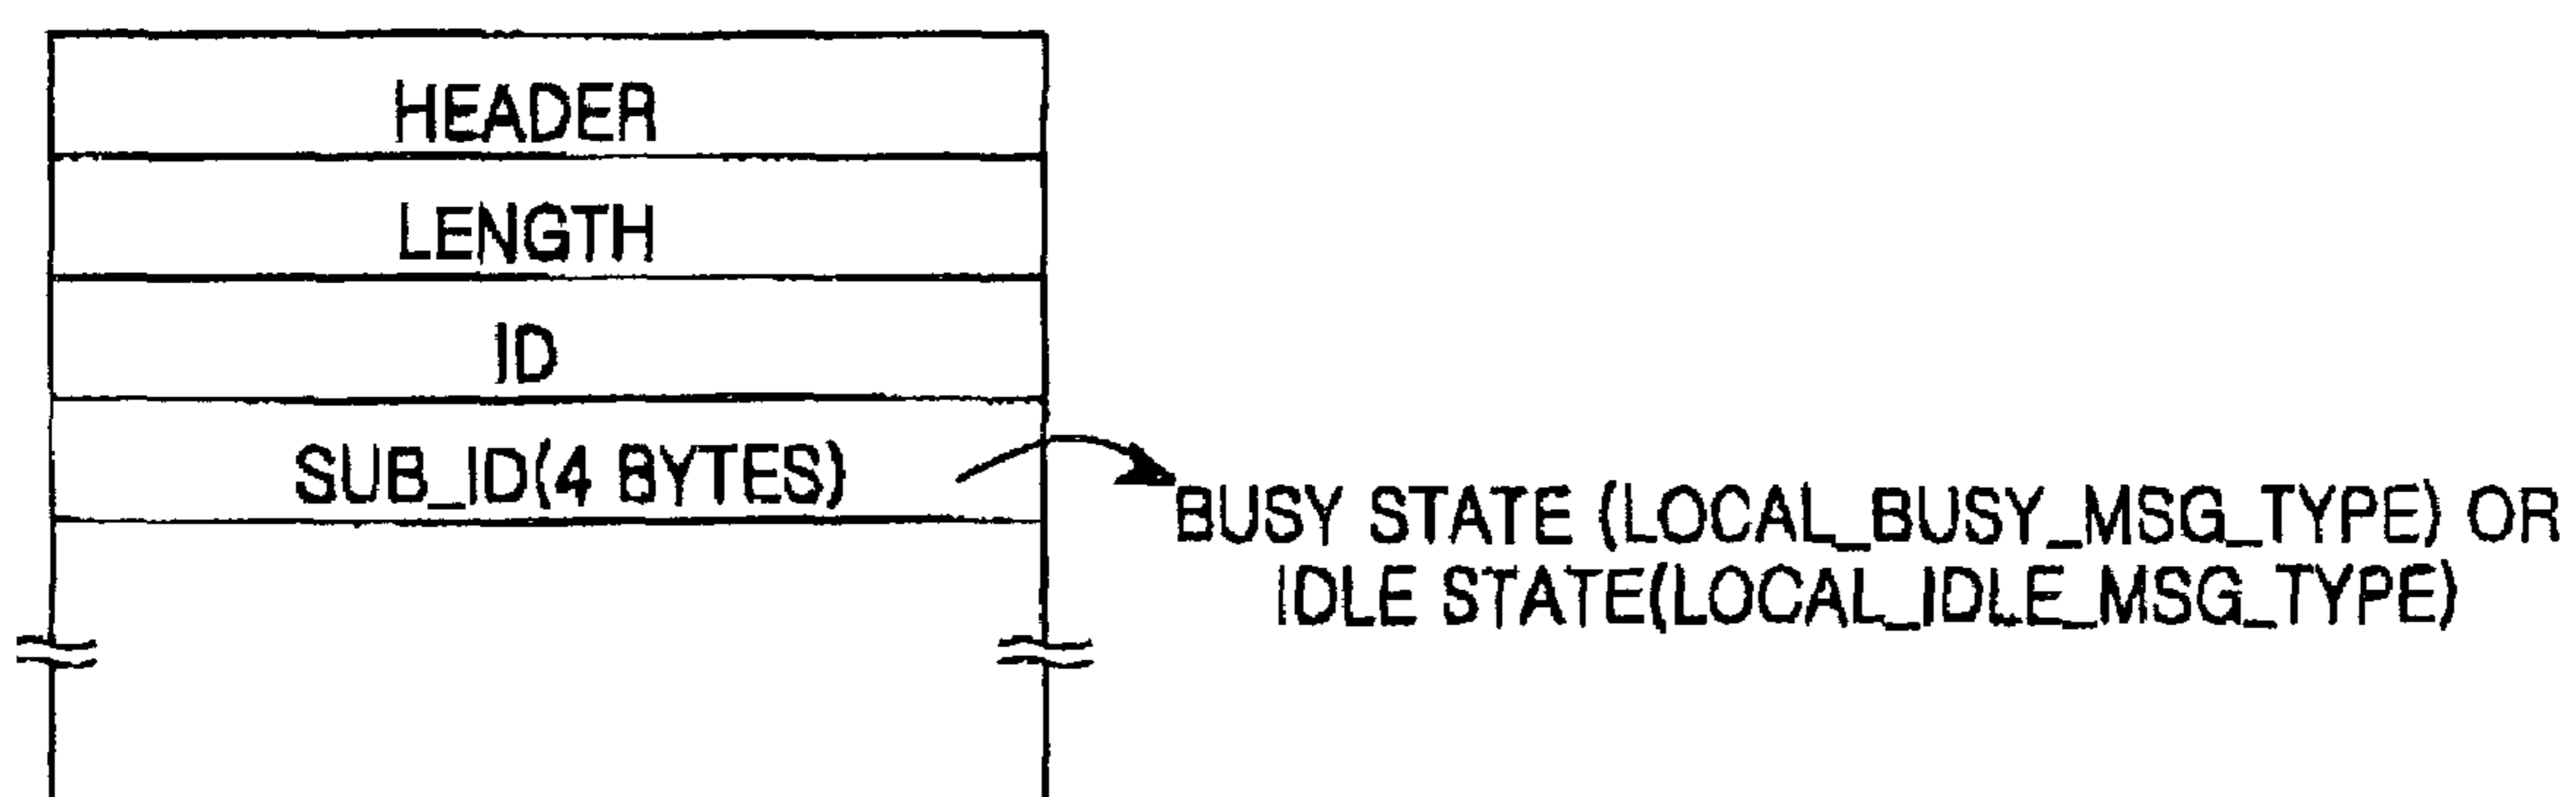 HEADER
LENGTH
ID
SUB_ID(4 BYTES)
BUSY STATE (LOCAL_BUSY_MSG_TYPE) OR
IDLE STATE(LOCAL_IDLE_MSG_TYPE)